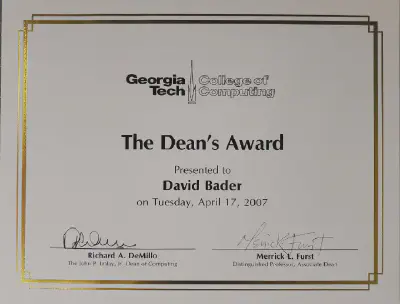 Georgia Tech College of Computing
The Dean's Award
Presented to
David Bader
on Tuesday, April 17, 2007
Richard A. DeMillo
The John P. Imlay, Jr. Dean of Computing
Merrick L. Furst
Distinguished Professor, Associate Dean